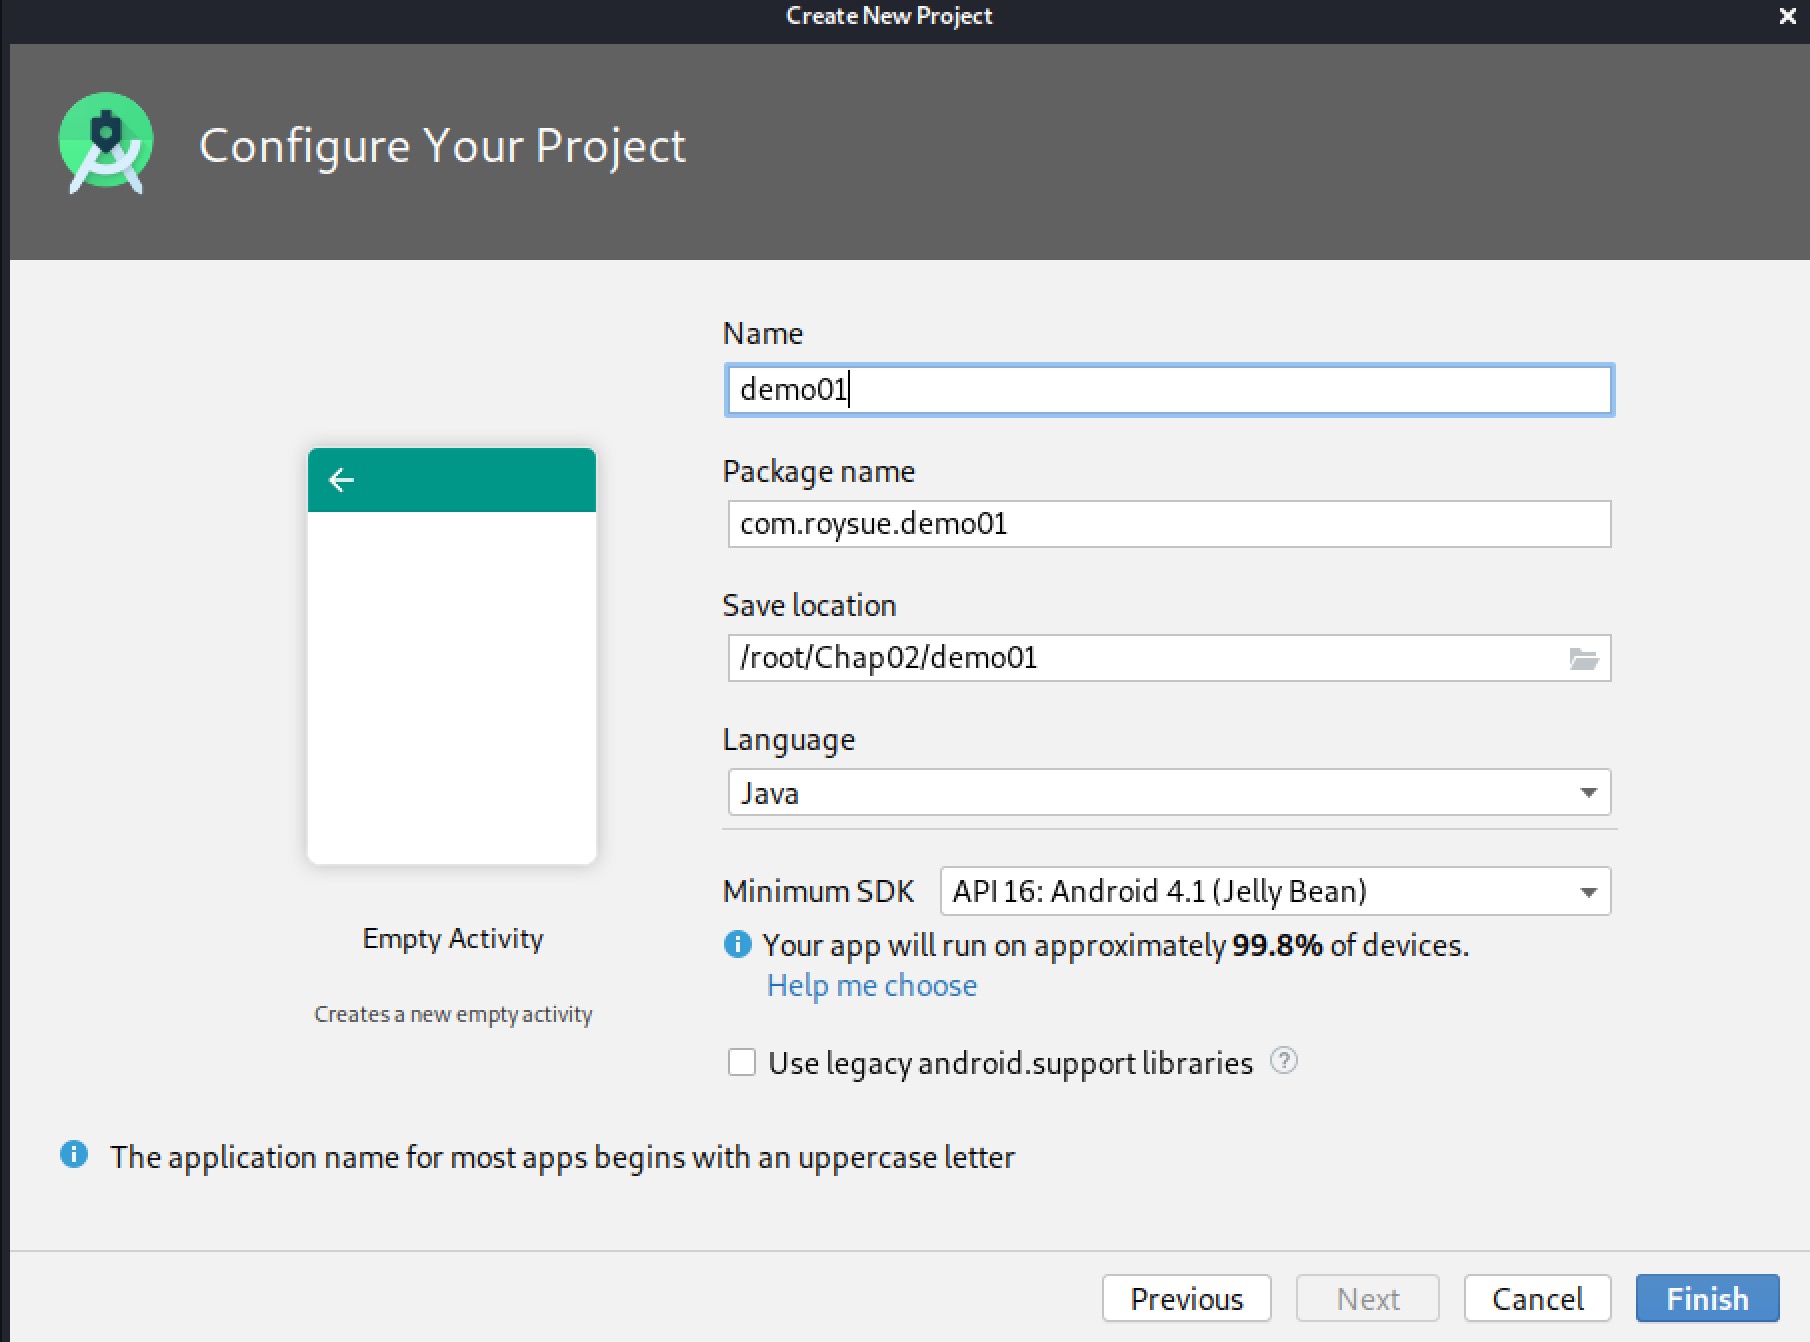 Create New Project
Configure Your Project
Name
demo01
Package name
com.roysue.demo01
Save location
/root/Chap02/demo01
Language
Java
Minimum SDK API 16: Android 4.1 (Jelly Bean)
Your app will run on approximately 99.8% of devices.
Help me choose
Use legacy android.support libraries ?
Empty Activity
Creates a new empty activity
The application name for most apps begins with an uppercase letter
Previous Next Cancel Finish